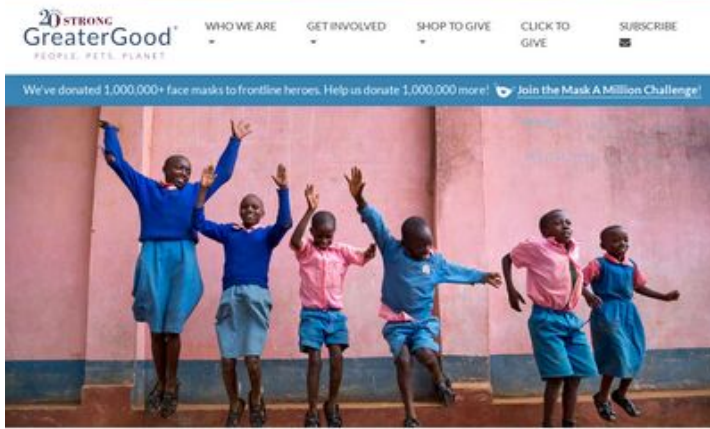 20 STRONG
GreaterGood®
PEOPLE. PETS. PLANET
WHO WE ARE
GET INVOLVED
SHOP TO GIVE
CLICK TO
GIVE
SUBSCRIBE
We've donated 1,000,000+ face masks to frontline heroes. Help us donate 1,000,000 more! Join the Mask A Million Challenge!